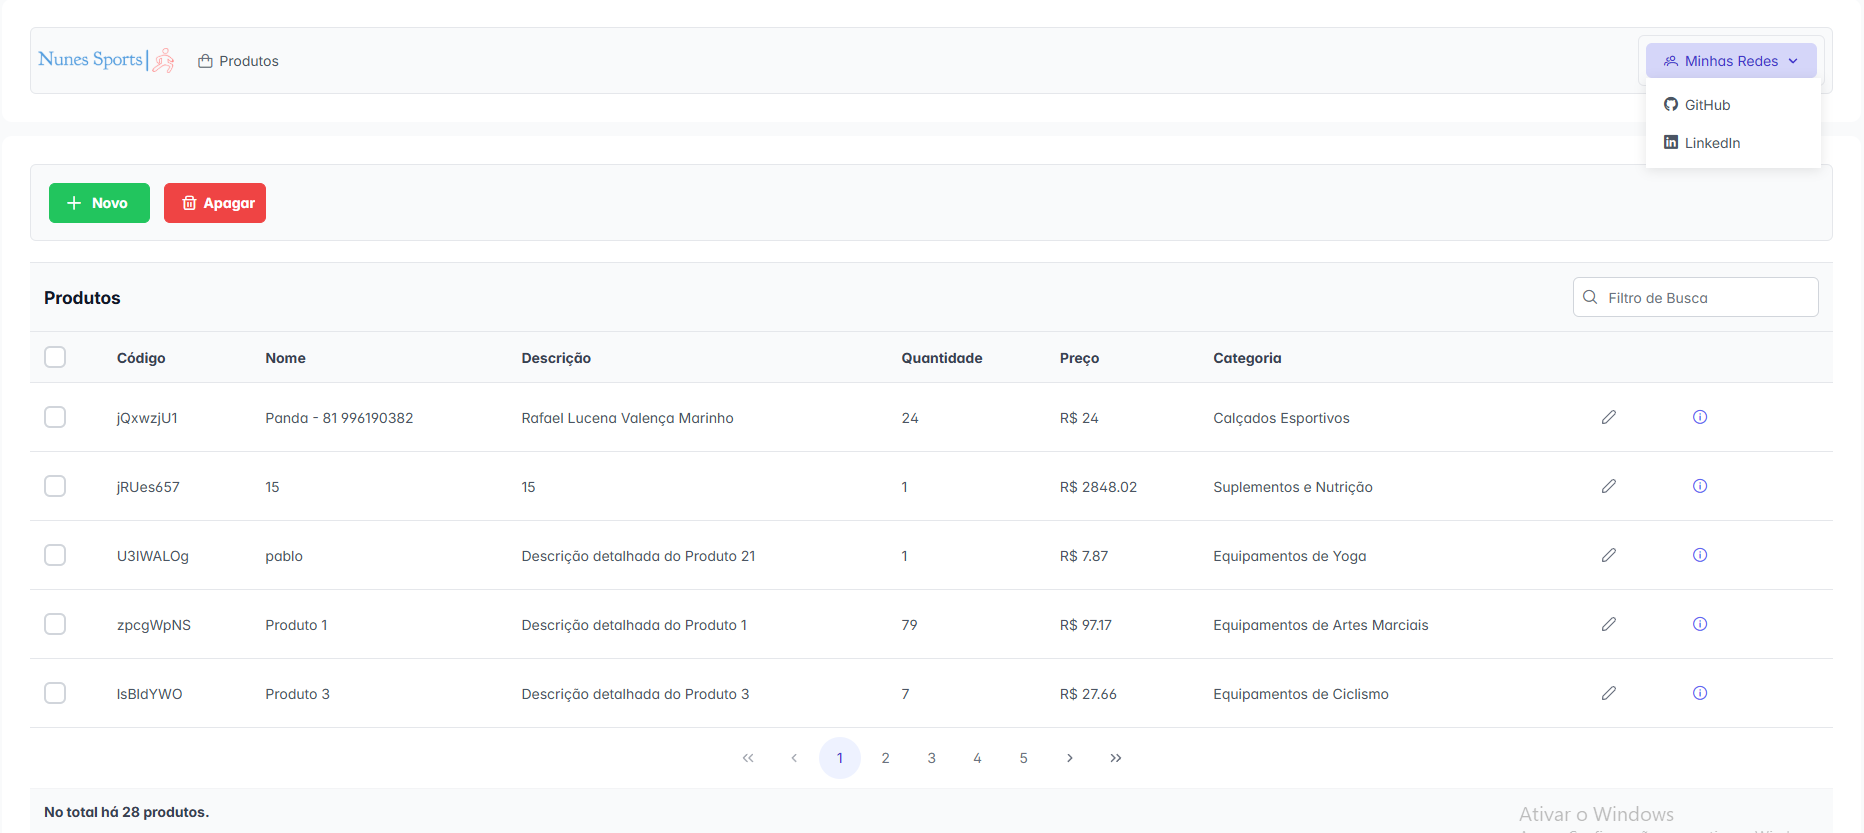 Nunes Sports Produtos Minhas Redes
GitHub
LinkedIn
Novo Apagar
Produtos Filtro de Busca
Código Nome Descrição Quantidade Preço Categoria
jQxwzjU1 Panda - 81 996190382 Rafael Lucena Valença Marinho 24 R$ 24 Calçados Esportivos
jRUes657 15 15 1 R$ 2848.02 Suplementos e Nutrição
U3IWALOg pablo Descrição detalhada do Produto 21 1 R$ 7.87 Equipamentos de Yoga
zpcgWpNS Produto 1 Descrição detalhada do Produto 1 79 R$ 97.17 Equipamentos de Artes Marciais
lsBldYWO Produto 3 Descrição detalhada do Produto 3 7 R$ 27.66 Equipamentos de Ciclismo
« ‹ 1 2 3 4 5 › »
No total há 28 produtos.
Ativar o Windows